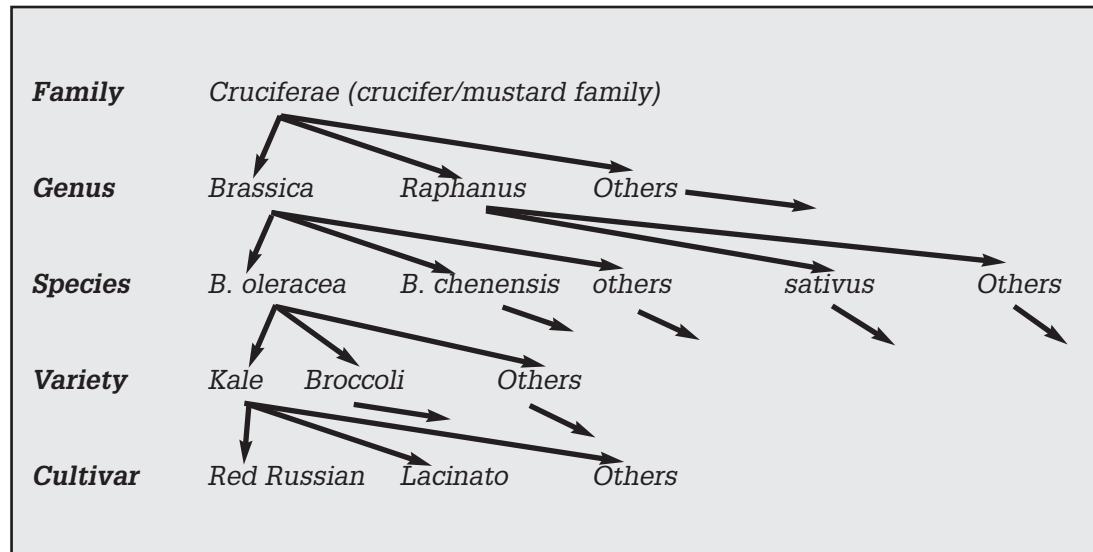 Family Cruciferae (crucifer/mustard family)
Genus Brassica Raphanus Others
Species B. oleracea B. chenensis others sativus Others
Variety Kale Broccoli Others
Cultivar Red Russian Lacinato Others